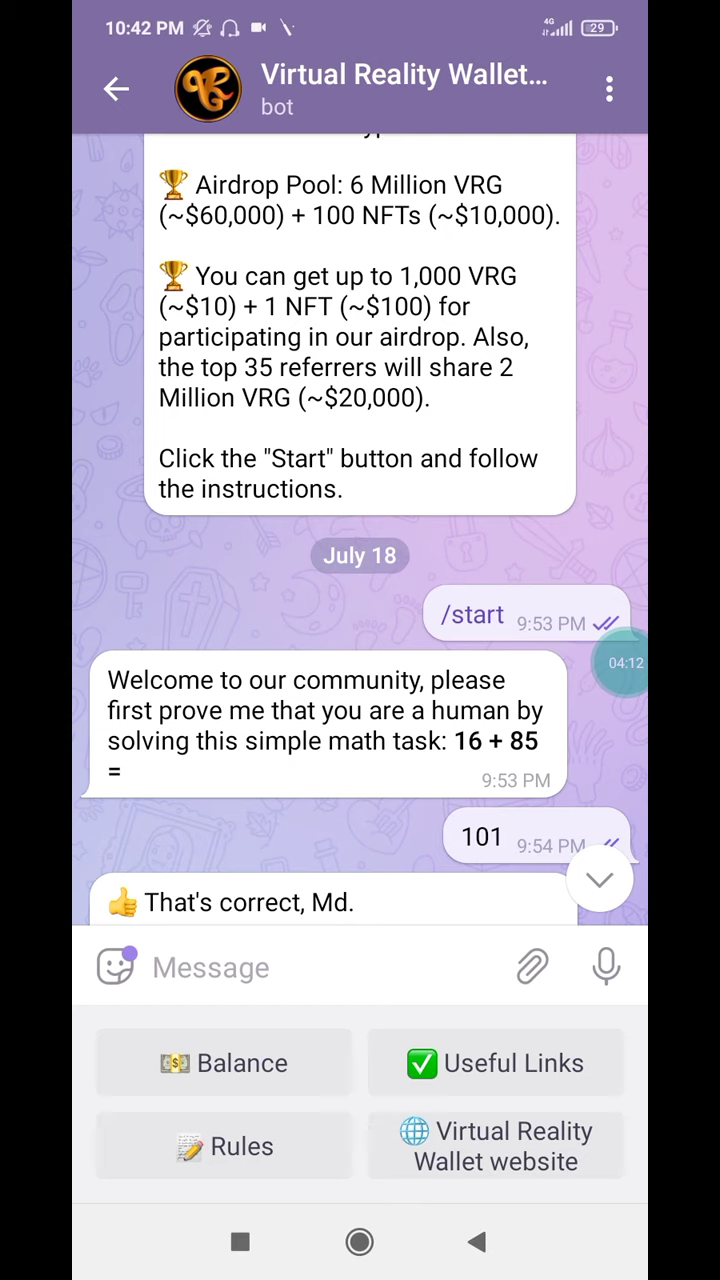 10:42 PM
4G
29
Virtual Reality Wallet...
bot
🏆 Airdrop Pool: 6 Million VRG
(~$60,000) + 100 NFTs (~$10,000).
🏆 You can get up to 1,000 VRG
(~$10) + 1 NFT (~$100) for
participating in our airdrop. Also,
the top 35 referrers will share 2
Million VRG (~$20,000).
Click the "Start" button and follow
the instructions.
July 18
/start 9:53 PM
04:12
Welcome to our community, please
first prove me that you are a human by
solving this simple math task: 16 + 85
=
9:53 PM
101 9:54 PM
👍 That's correct, Md.
Message
💵 Balance
✅ Useful Links
📝 Rules
🌐 Virtual Reality
Wallet website